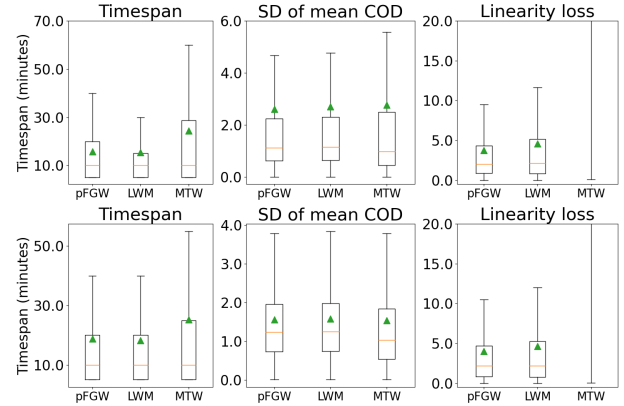 Timespan
SD of mean COD
Linearity loss
Timespan (minutes)
70.0
50.0
30.0
10.0
6.0
4.0
2.0
0.0
20.0
15.0
10.0
5.0
0.0
pFGW LWM MTW
pFGW LWM MTW
pFGW LWM MTW
Timespan
SD of mean COD
Linearity loss
Timespan (minutes)
50.0
30.0
10.0
4.0
3.0
2.0
1.0
0.0
20.0
15.0
10.0
5.0
0.0
pFGW LWM MTW
pFGW LWM MTW
pFGW LWM MTW